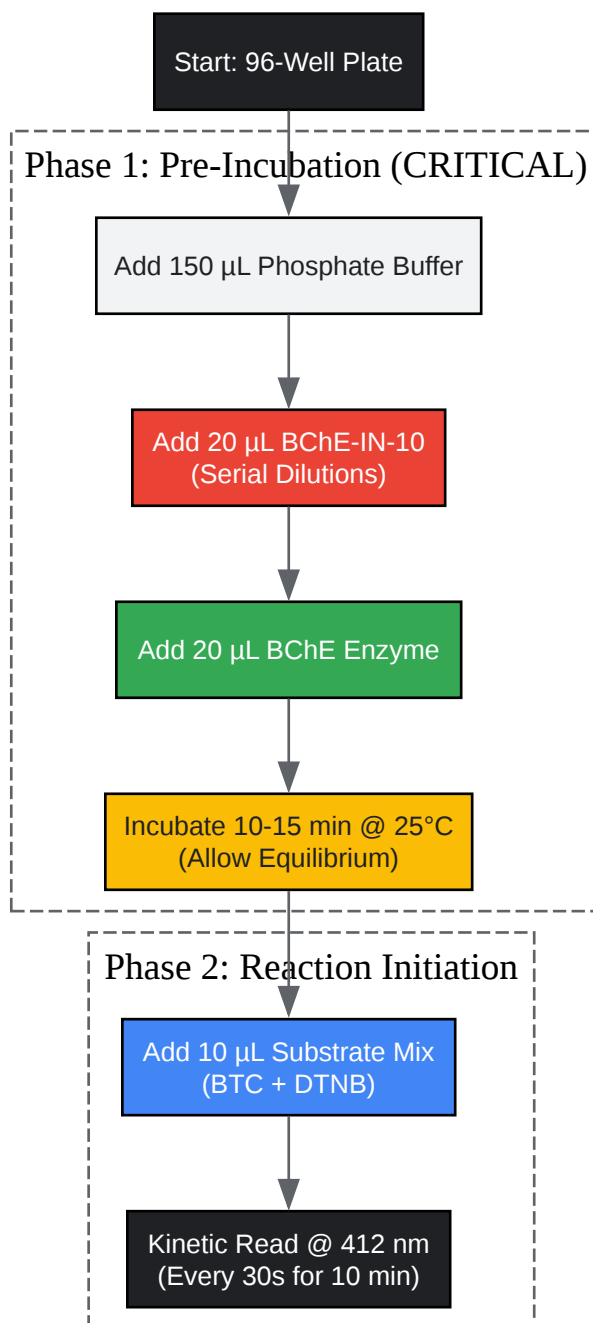 Start: 96-Well Plate
Phase 1: Pre-Incubation (CRITICAL)
Add 150 µL Phosphate Buffer
Add 20 µL BChE-IN-10
(Serial Dilutions)
Add 20 µL BChE Enzyme
Incubate 10-15 min @ 25°C
(Allow Equilibrium)
Phase 2: Reaction Initiation
Add 10 µL Substrate Mix
(BTC + DTNB)
Kinetic Read @ 412 nm
(Every 30s for 10 min)